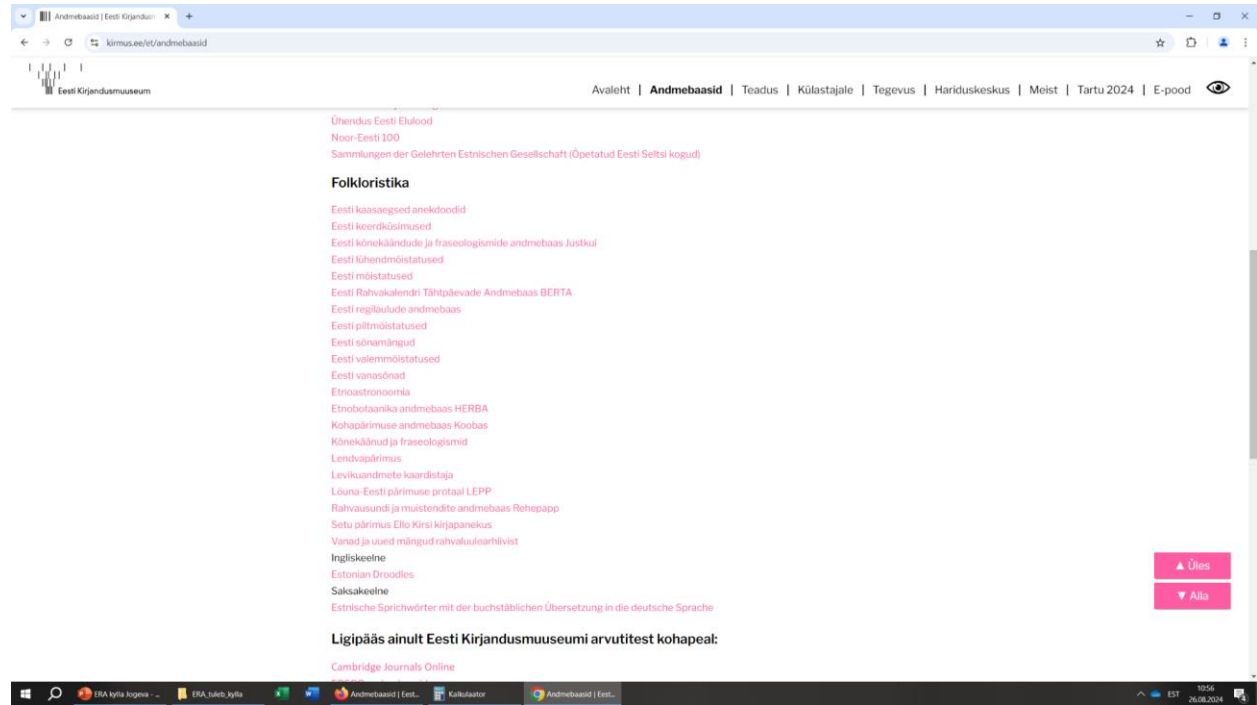 Andmebaasid | Eesti Kirjandusm
kirmus.ee/et/andmebaasid
Eesti Kirjandusmuuseum
Avaleht | Andmebaasid | Teadus | Külastajale | Tegevus | Hariduskeskus | Meist | Tartu 2024 | E-pood
Ühendus Eesti Elulood
Noor-Eesti 100
Sammlungen der Gelehrten Estnischen Gesellschaft (Õpetatud Eesti Seltsi kogud)
Folkloristika
Eesti kaasaegsed anekdoodid
Eesti keerdküsimused
Eesti kõnekäändude ja fraseologismide andmebaas Justkui
Eesti lühendmõistatused
Eesti mõistatused
Eesti Rahvakalendri Tähtpäevade Andmebaas BERTA
Eesti regilaulude andmebaas
Eesti piltmõistatused
Eesti sõnamängud
Eesti valemmõistatused
Eesti vanasõnad
Etnoastronoomia
Etnobotaanika andmebaas HERBA
Kohapärimuse andmebaas Koobas
Kõnekäänud ja fraseologismid
Lendvapärimus
Levikuandmete kaardistaja
Lõuna-Eesti pärimuse protaal LEPP
Rahvausundi ja muistendite andmebaas Rehepapp
Setu pärimus Ello Kirsi kirjapanekus
Vanad ja uued mängud rahvaluulearhiivist
Ingliskeelne
Estonian Droodles
Saksakeelne
Estnische Sprichwörter mit der buchstäblichen Übersetzung in die deutsche Sprache
▲ Üles
▼ Alla
Ligipääs ainult Eesti Kirjandusmuuseumi arvutitest kohapeal:
Cambridge Journals Online
ERA kylla Jogeva - ...
ERA_tuleb_kylla
Andmebaasid | Eest...
Kalkulaator
Andmebaasid | Eest...
EST
10:56
26.08.2024